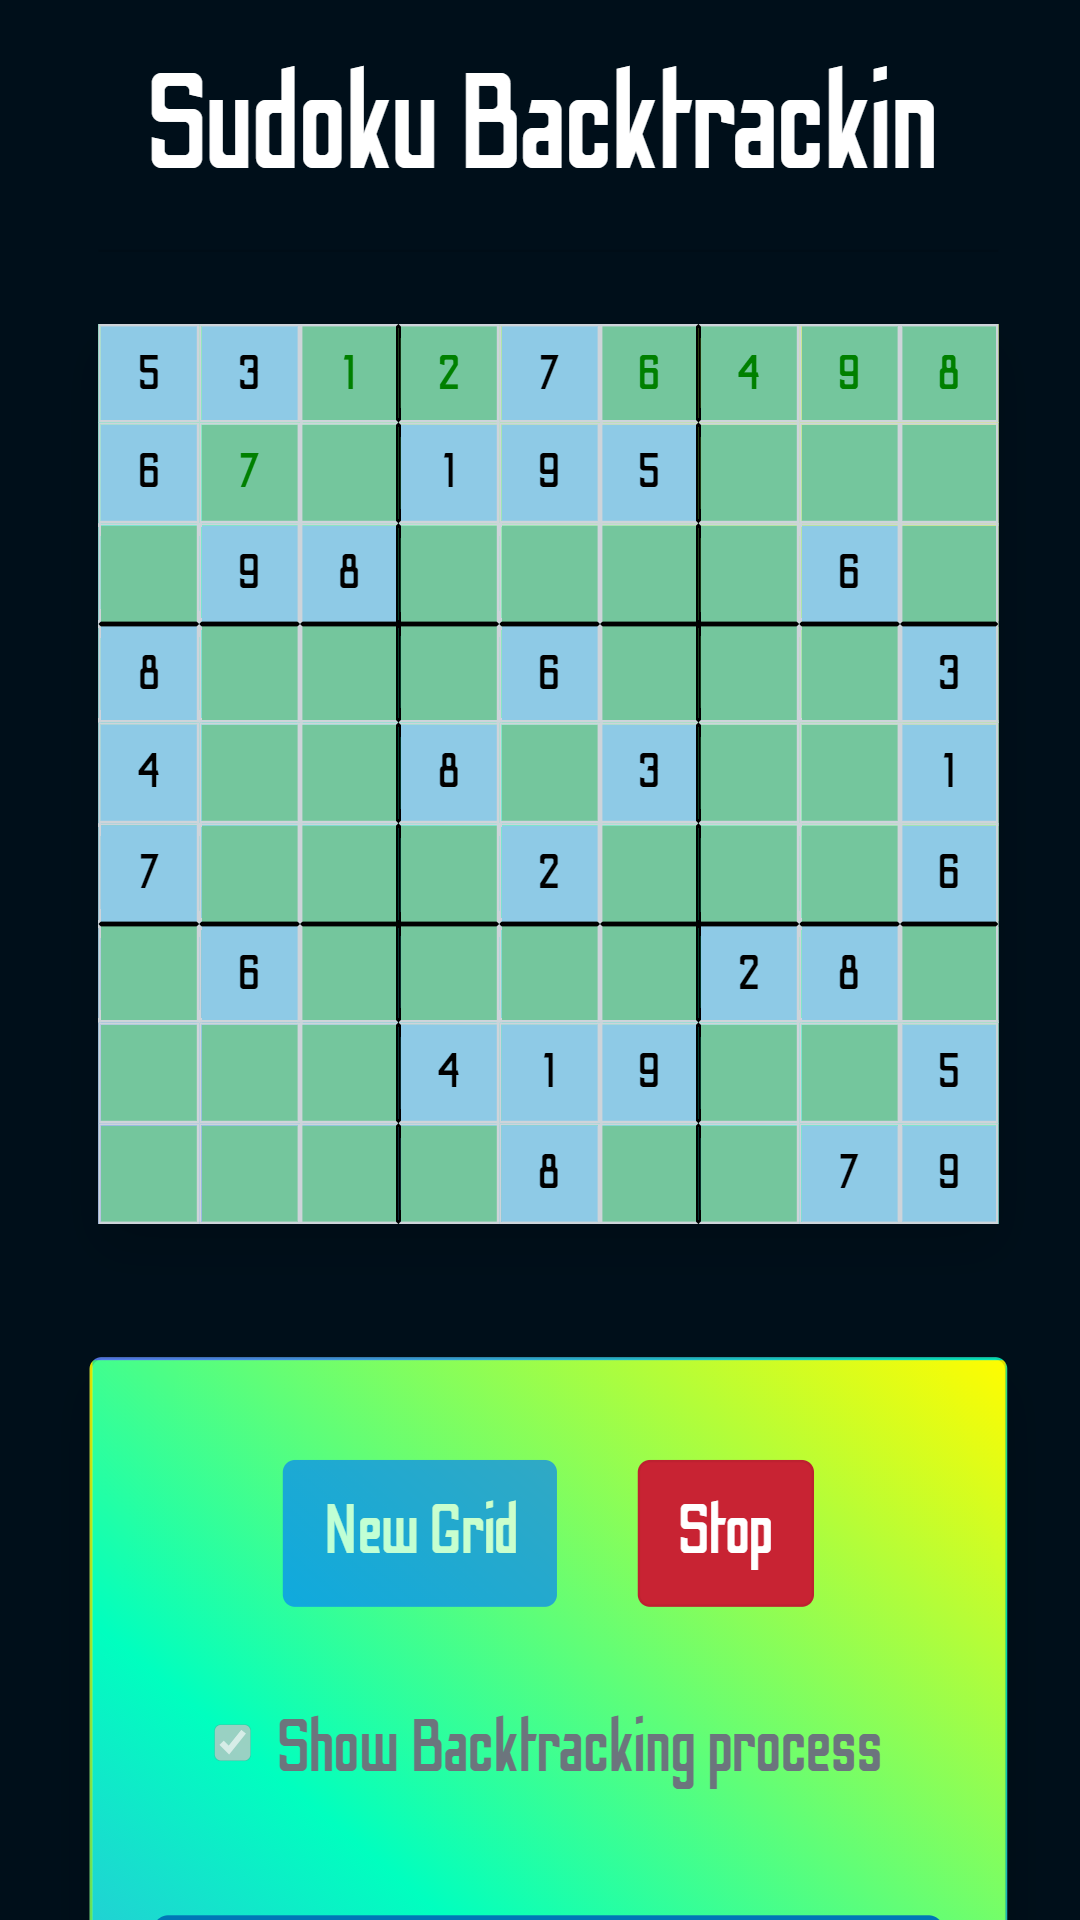 Sudoku Backtrackin
5 3 1 2 7 6 4 9 8
6 7 1 9 5
9 8 6
8 6 3
4 8 3 1
7 2 6
6 2 8
4 1 9 5
8 7 9
New Grid Stop
Show Backtracking process